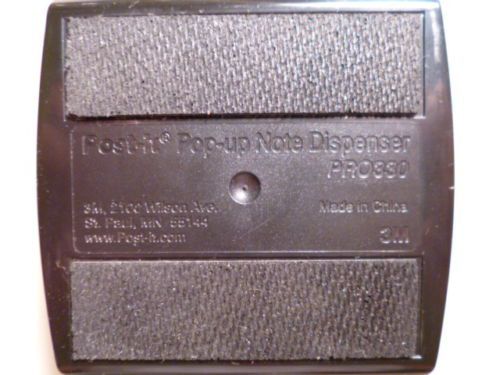 Post-it® Pop-up Note Dispenser
PRO330
3M, 2100 Wilson Ave.
St. Paul, MN 55144
www.Post-it.com
Made in China
3M